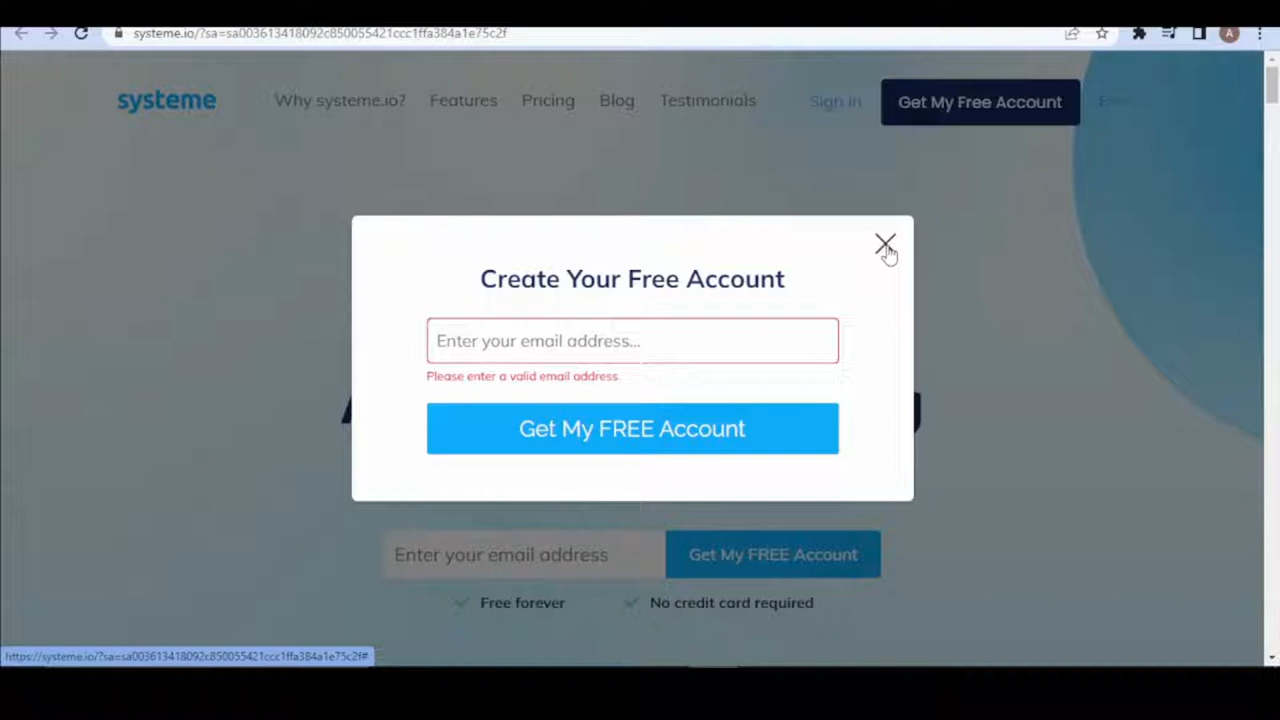 systeme.io/?sa=sa003613418092c850055421ccc1ffa384a1e75c2f
A
systeme
Why systeme.io?
Features
Pricing
Blog
Testimonials
Sign In
Get My Free Account
Create Your Free Account
Enter your email address...
Please enter a valid email address.
Get My FREE Account
Enter your email address
Get My FREE Account
Free forever
No credit card required
https://systeme.io/?sa=sa003613418092c850055421ccc1ffa384a1e75c2f#